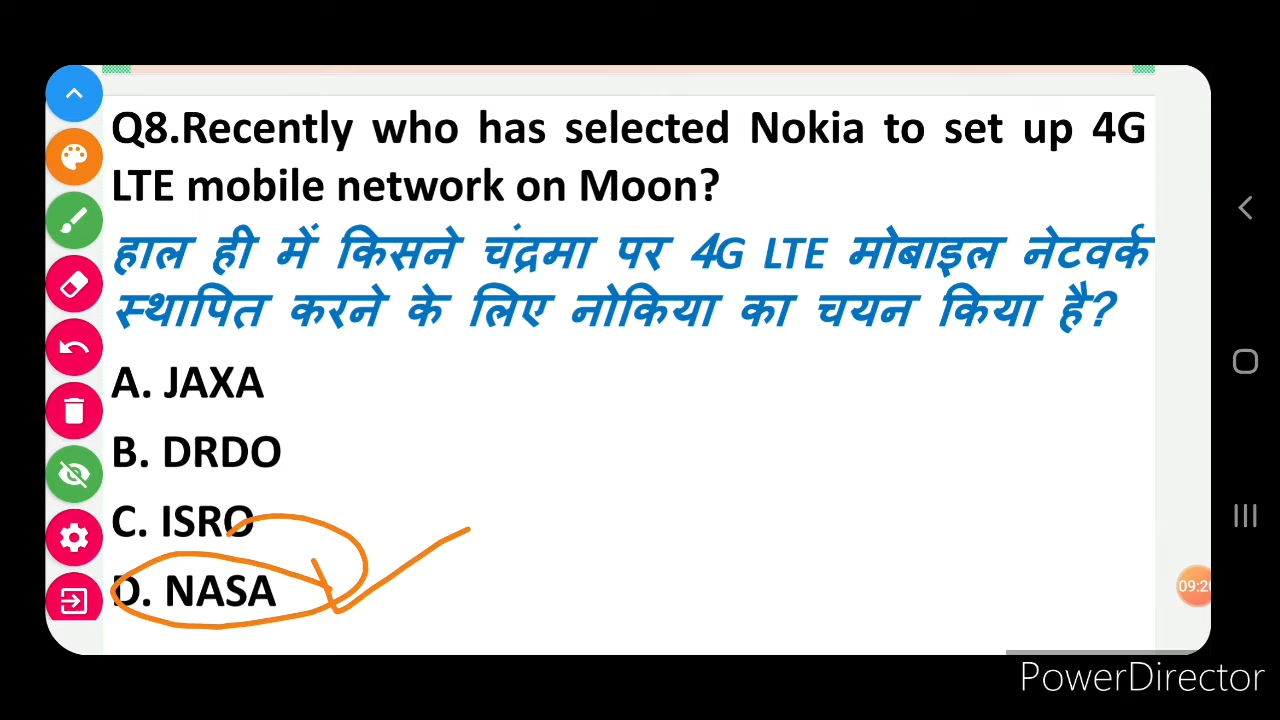 Q8.Recently who has selected Nokia to set up 4G
LTE mobile network on Moon?
हाल ही में किसने चंद्रमा पर 4G LTE मोबाइल नेटवर्क
स्थापित करने के लिए नोकिया का चयन किया है?
A. JAXA
B. DRDO
C. ISRO
D. NASA
PowerDirector